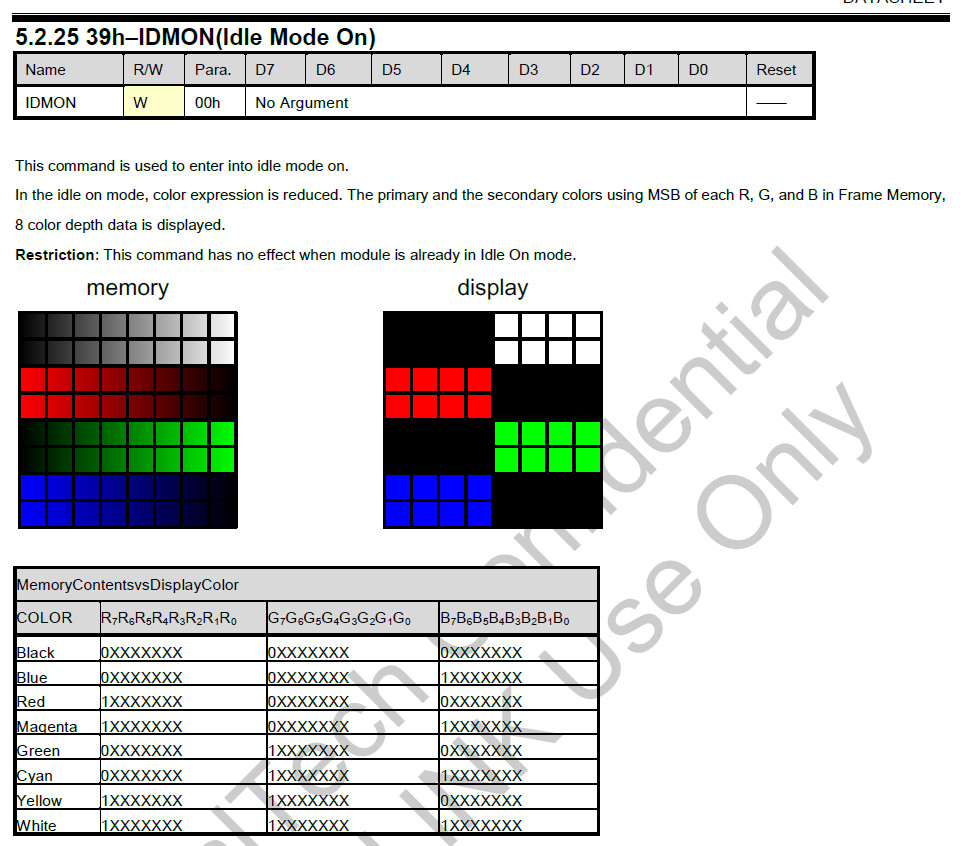 5.2.25 39h–IDMON(Idle Mode On)
Name R/W Para. D7 D6 D5 D4 D3 D2 D1 D0 Reset
IDMON W 00h No Argument ——
This command is used to enter into idle mode on.
In the idle on mode, color expression is reduced. The primary and the secondary colors using MSB of each R, G, and B in Frame Memory,
8 color depth data is displayed.
Restriction: This command has no effect when module is already in Idle On mode.
memory display
MemoryContentsvsDisplayColor
COLOR R₇R₆R₅R₄R₃R₂R₁R₀ G₇G₆G₅G₄G₃G₂G₁G₀ B₇B₆B₅B₄B₃B₂B₁B₀
Black 0XXXXXXX 0XXXXXXX 0XXXXXXX
Blue 0XXXXXXX 0XXXXXXX 1XXXXXXX
Red 1XXXXXXX 0XXXXXXX 0XXXXXXX
Magenta 1XXXXXXX 0XXXXXXX 1XXXXXXX
Green 0XXXXXXX 1XXXXXXX 0XXXXXXX
Cyan 0XXXXXXX 1XXXXXXX 1XXXXXXX
Yellow 1XXXXXXX 1XXXXXXX 0XXXXXXX
White 1XXXXXXX 1XXXXXXX 1XXXXXXX
Tech Confidential
INK Use Only